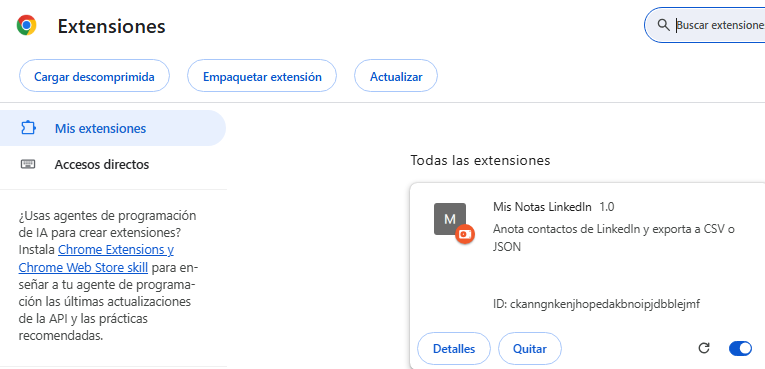 Extensiones
Buscar extensione
Cargar descomprimida
Empaquetar extensión
Actualizar
Mis extensiones
Accesos directos
¿Usas agentes de programación
de IA para crear extensiones?
Instala Chrome Extensions y
Chrome Web Store skill para en-
señar a tu agente de programa-
ción las últimas actualizaciones
de la API y las prácticas
recomendadas.
Todas las extensiones
M
Mis Notas LinkedIn 1.0
Anota contactos de LinkedIn y exporta a CSV o
JSON
ID: ckanngnkenjhopedakbnoipjdbblejmf
Detalles
Quitar